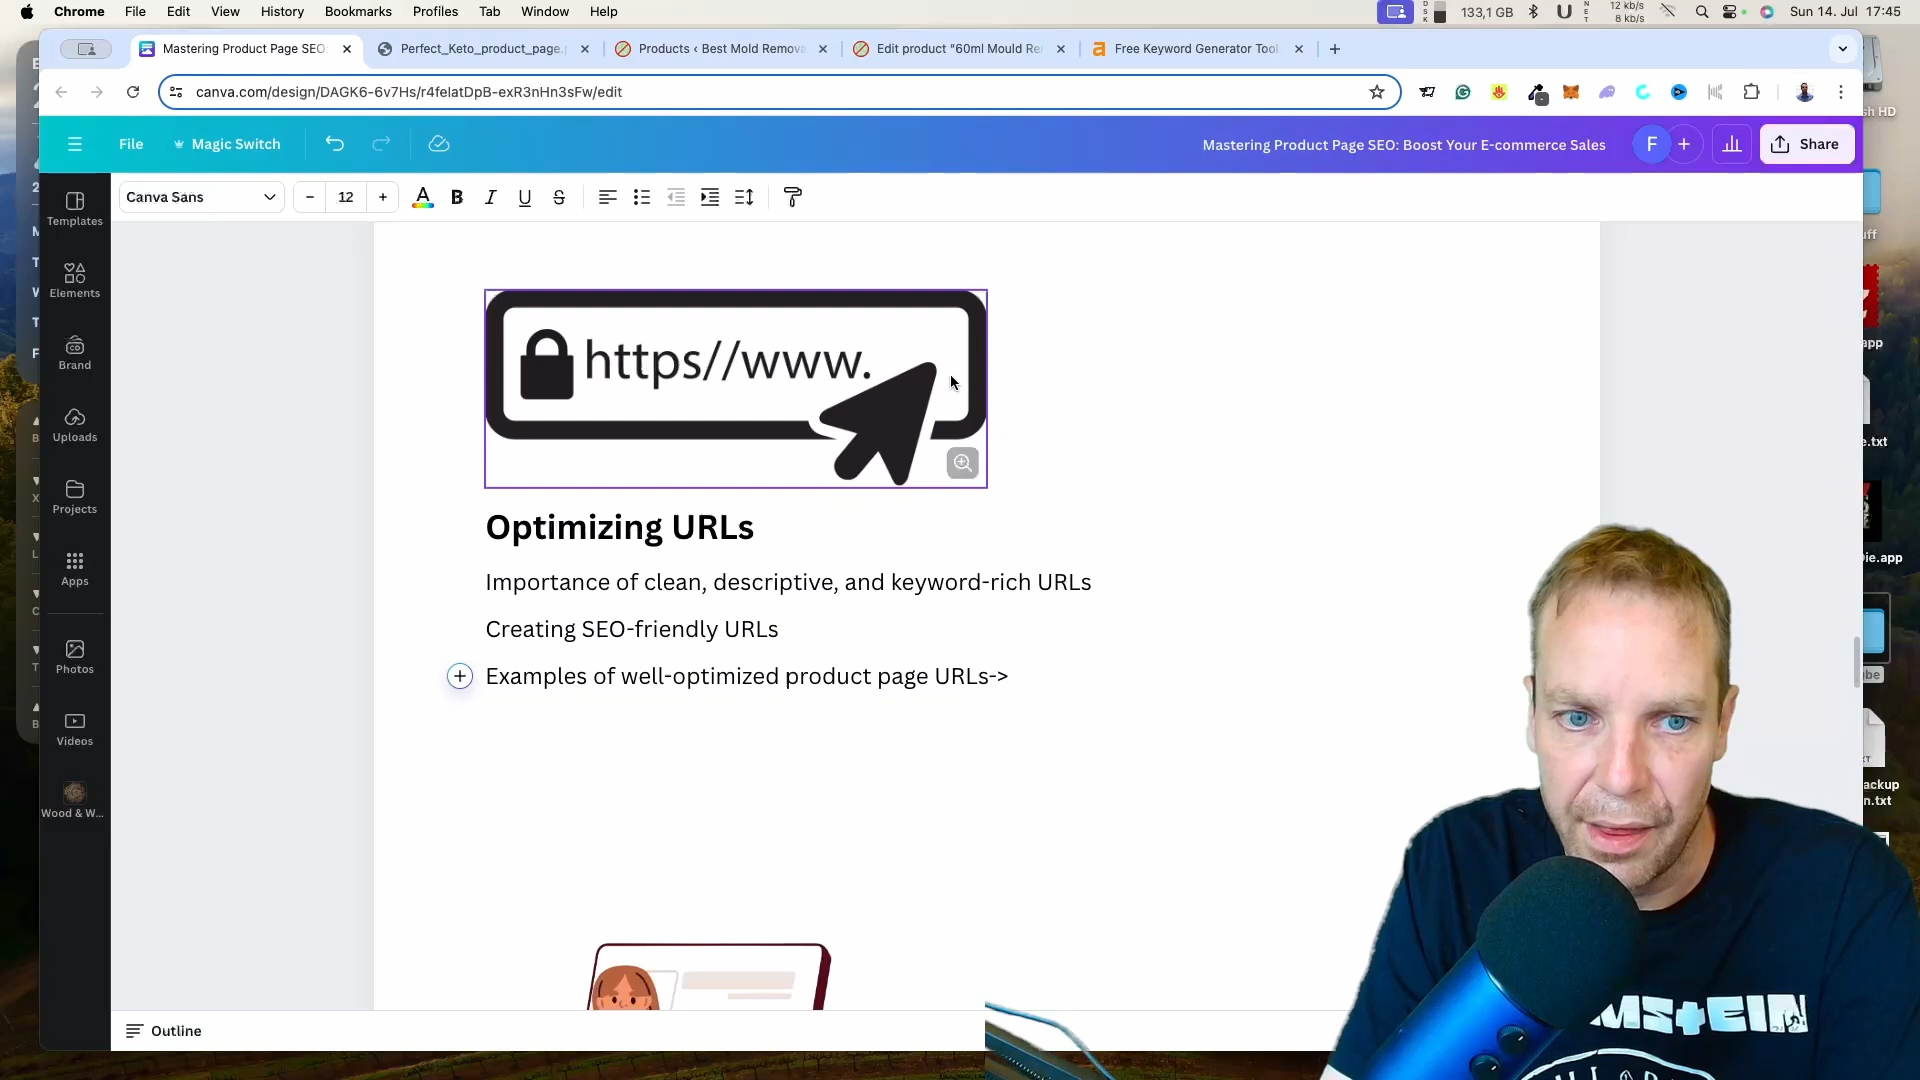 Chrome File Edit View History Bookmarks Profiles Tab Window Help
133,1 GB 12 kb/s 8 kb/s Sun 14. Jul 17:45
Mastering Product Page SEO: Perfect_Keto_product_page. Products ‹ Best Mold Remova Edit product "60ml Mould Re Free Keyword Generator Tool
canva.com/design/DAGK6-6v7Hs/r4felatDpB-exR3nHn3sFw/edit
File Magic Switch Mastering Product Page SEO: Boost Your E-commerce Sales F Share
Canva Sans 12
Templates
Elements
Brand
Uploads
Projects
Apps
Photos
Videos
Wood & W...
https//www.
Optimizing URLs
Importance of clean, descriptive, and keyword-rich URLs
Creating SEO-friendly URLs
Examples of well-optimized product page URLs->
Outline